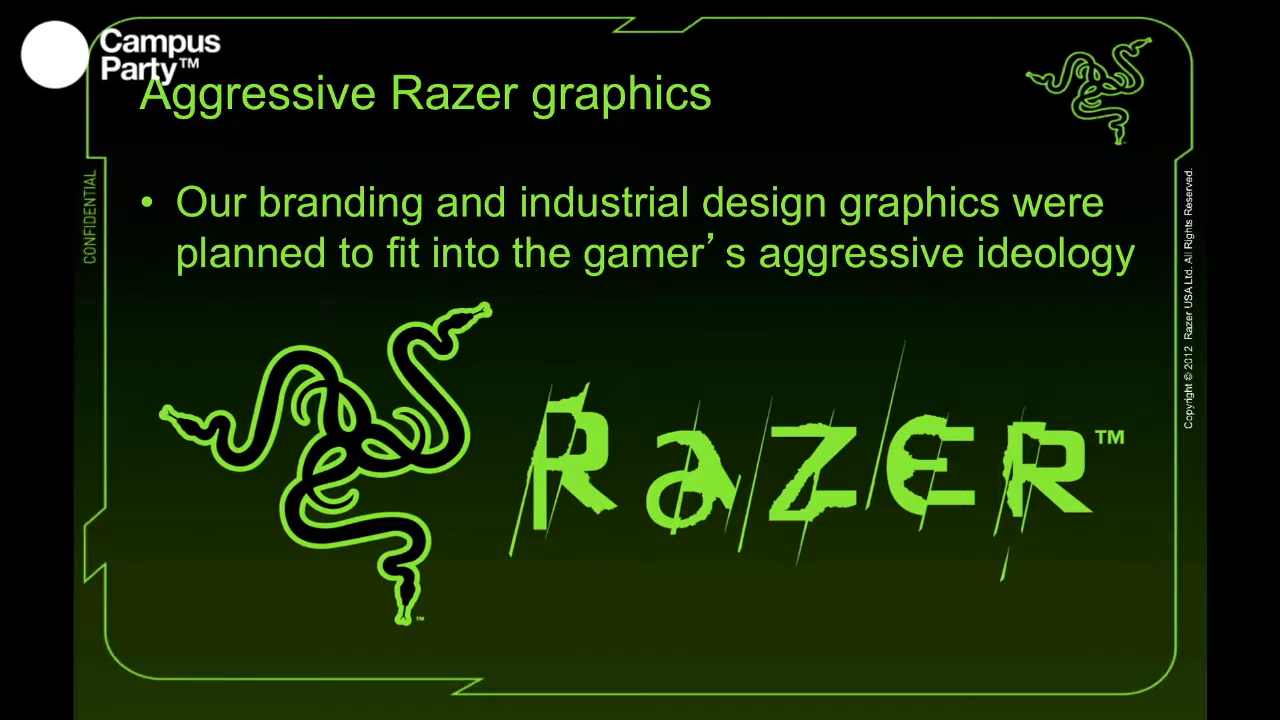 Campus
Party™
Aggressive Razer graphics
CONFIDENTIAL
• Our branding and industrial design graphics were
planned to fit into the gamer’s aggressive ideology
RaZER™
™
Copyright © 2012 Razer USA Ltd. All Rights Reserved.